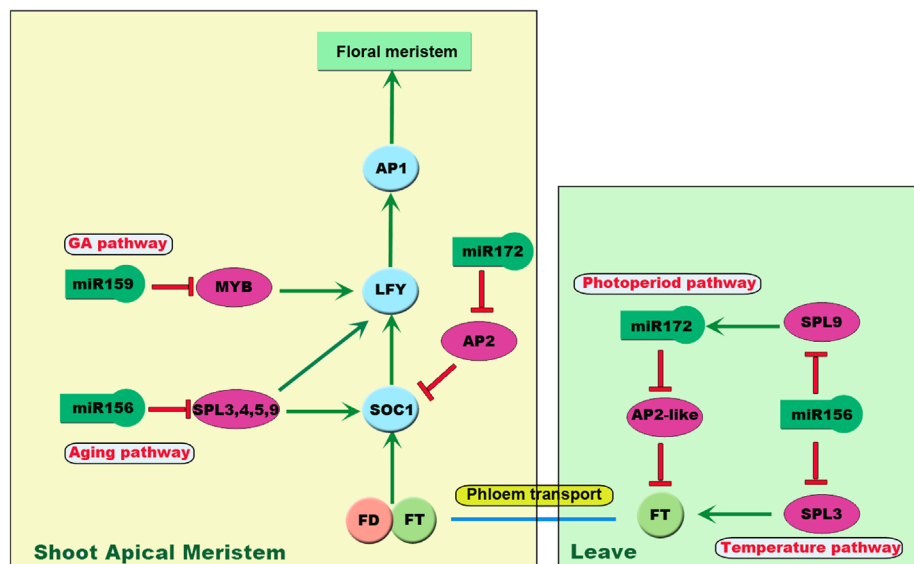 Floral meristem
AP1
GA pathway
miR159
MYB
LFY
miR172
AP2
miR156
SPL3,4,5,9
SOC1
Aging pathway
FD
FT
Shoot Apical Meristem
Phloem transport
Photoperiod pathway
miR172
SPL9
AP2-like
miR156
FT
SPL3
Temperature pathway
Leave